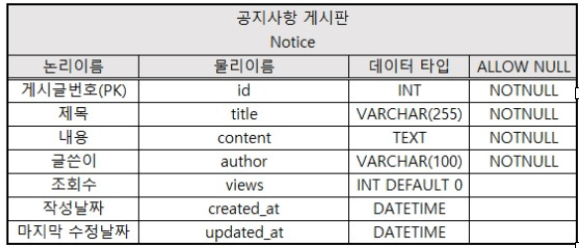 공지사항 게시판
Notice
논리이름 물리이름 데이터 타입 ALLOW NULL
게시글번호(PK) id INT NOTNULL
제목 title VARCHAR(255) NOTNULL
내용 content TEXT NOTNULL
글쓴이 author VARCHAR(100) NOTNULL
조회수 views INT DEFAULT 0
작성날짜 created_at DATETIME
마지막 수정날짜 updated_at DATETIME